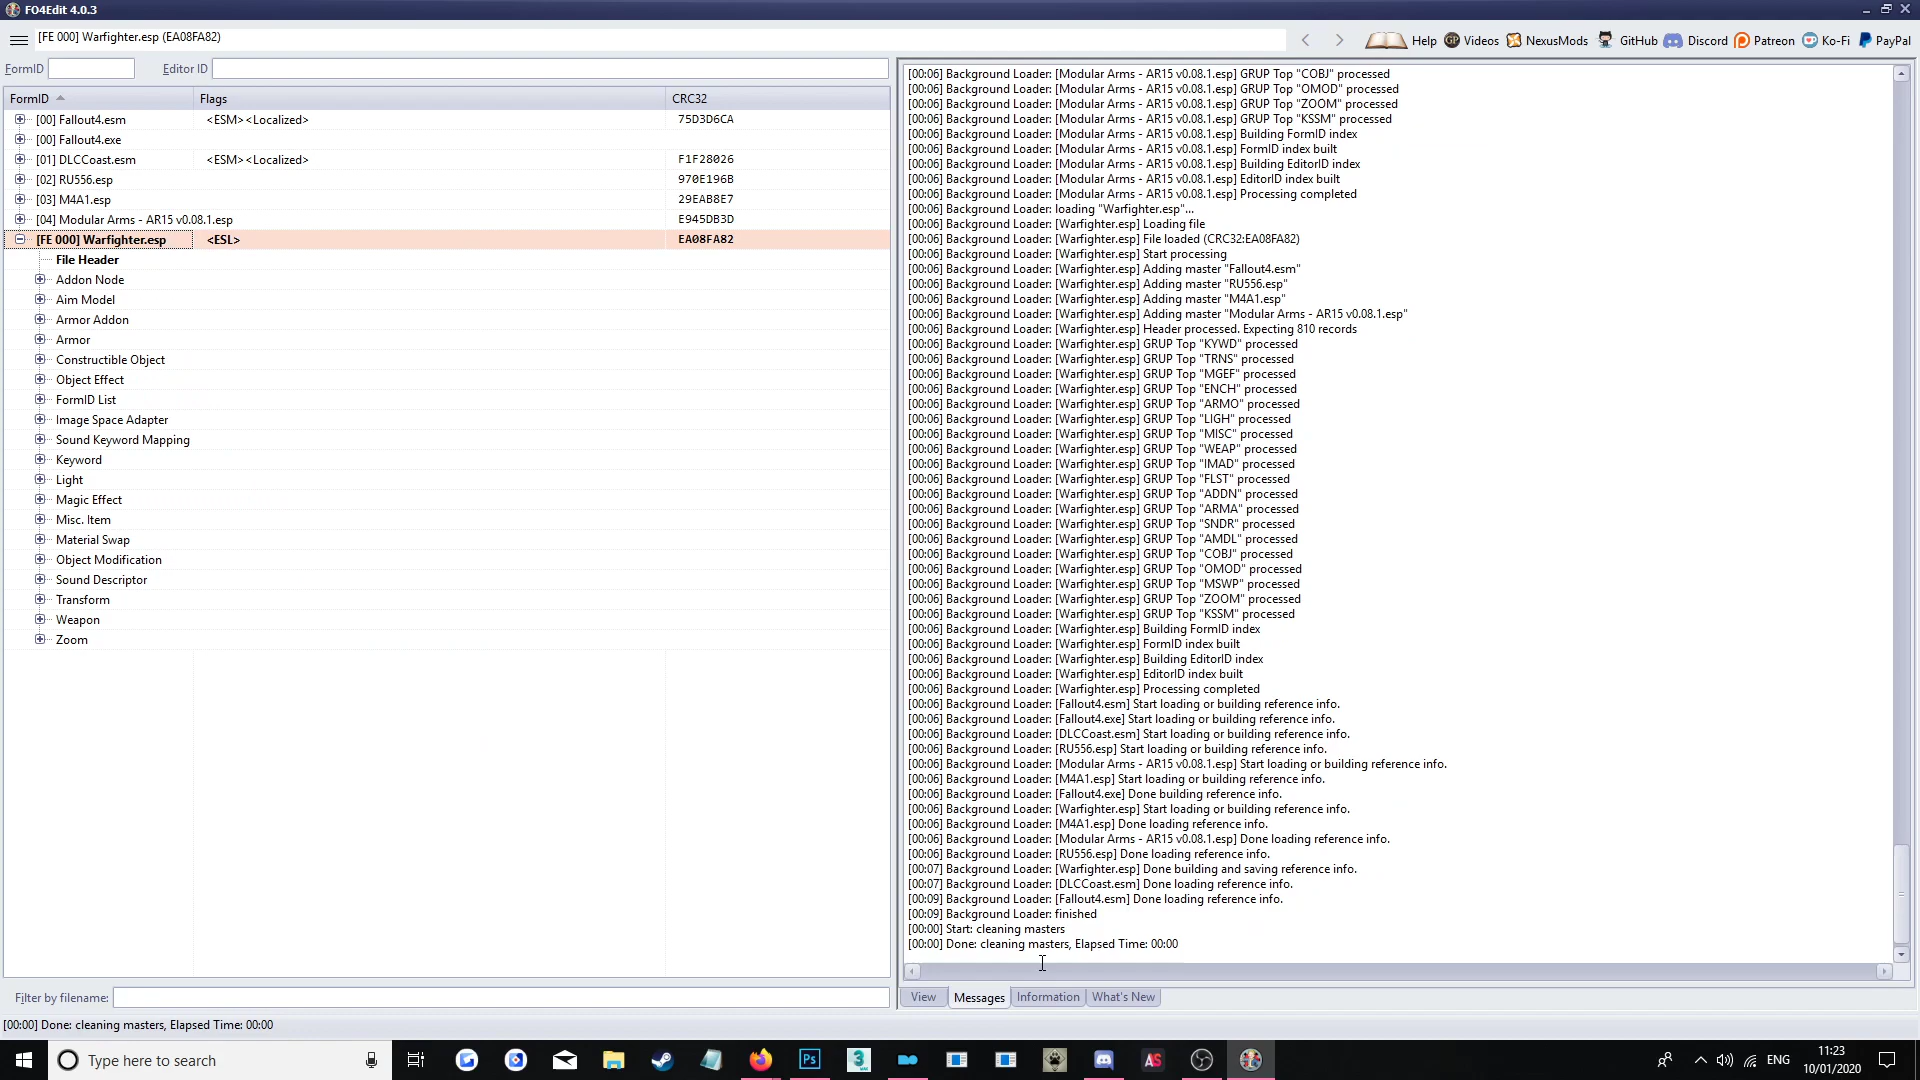 FO4Edit 4.0.3
[FE 000] Warfighter.esp (EA08FA82)
Help Videos NexusMods GitHub Discord Patreon Ko-Fi PayPal
FormID Editor ID
FormID Flags CRC32
[00] Fallout4.esm <ESM><Localized> 75D3D6CA
[00] Fallout4.exe
[01] DLCCoast.esm <ESM><Localized> F1F28026
[02] RU556.esp 970E196B
[03] M4A1.esp 29EAB8E7
[04] Modular Arms - AR15 v0.08.1.esp E945DB3D
[FE 000] Warfighter.esp <ESL> EA08FA82
File Header
Addon Node
Aim Model
Armor Addon
Armor
Constructible Object
Object Effect
FormID List
Image Space Adapter
Sound Keyword Mapping
Keyword
Light
Magic Effect
Misc. Item
Material Swap
Object Modification
Sound Descriptor
Transform
Weapon
Zoom
Filter by filename:
[00:06] Background Loader: [Modular Arms - AR15 v0.08.1.esp] GRUP Top "COBJ" processed
[00:06] Background Loader: [Modular Arms - AR15 v0.08.1.esp] GRUP Top "OMOD" processed
[00:06] Background Loader: [Modular Arms - AR15 v0.08.1.esp] GRUP Top "ZOOM" processed
[00:06] Background Loader: [Modular Arms - AR15 v0.08.1.esp] GRUP Top "KSSM" processed
[00:06] Background Loader: [Modular Arms - AR15 v0.08.1.esp] Building FormID index
[00:06] Background Loader: [Modular Arms - AR15 v0.08.1.esp] FormID index built
[00:06] Background Loader: [Modular Arms - AR15 v0.08.1.esp] Building EditorID index
[00:06] Background Loader: [Modular Arms - AR15 v0.08.1.esp] EditorID index built
[00:06] Background Loader: [Modular Arms - AR15 v0.08.1.esp] Processing completed
[00:06] Background Loader: loading "Warfighter.esp"...
[00:06] Background Loader: [Warfighter.esp] Loading file
[00:06] Background Loader: [Warfighter.esp] File loaded (CRC32:EA08FA82)
[00:06] Background Loader: [Warfighter.esp] Start processing
[00:06] Background Loader: [Warfighter.esp] Adding master "Fallout4.esm"
[00:06] Background Loader: [Warfighter.esp] Adding master "RU556.esp"
[00:06] Background Loader: [Warfighter.esp] Adding master "M4A1.esp"
[00:06] Background Loader: [Warfighter.esp] Adding master "Modular Arms - AR15 v0.08.1.esp"
[00:06] Background Loader: [Warfighter.esp] Header processed. Expecting 810 records
[00:06] Background Loader: [Warfighter.esp] GRUP Top "KYWD" processed
[00:06] Background Loader: [Warfighter.esp] GRUP Top "TRNS" processed
[00:06] Background Loader: [Warfighter.esp] GRUP Top "MGEF" processed
[00:06] Background Loader: [Warfighter.esp] GRUP Top "ENCH" processed
[00:06] Background Loader: [Warfighter.esp] GRUP Top "ARMO" processed
[00:06] Background Loader: [Warfighter.esp] GRUP Top "LIGH" processed
[00:06] Background Loader: [Warfighter.esp] GRUP Top "MISC" processed
[00:06] Background Loader: [Warfighter.esp] GRUP Top "WEAP" processed
[00:06] Background Loader: [Warfighter.esp] GRUP Top "IMAD" processed
[00:06] Background Loader: [Warfighter.esp] GRUP Top "FLST" processed
[00:06] Background Loader: [Warfighter.esp] GRUP Top "ADDN" processed
[00:06] Background Loader: [Warfighter.esp] GRUP Top "ARMA" processed
[00:06] Background Loader: [Warfighter.esp] GRUP Top "SNDR" processed
[00:06] Background Loader: [Warfighter.esp] GRUP Top "AMDL" processed
[00:06] Background Loader: [Warfighter.esp] GRUP Top "COBJ" processed
[00:06] Background Loader: [Warfighter.esp] GRUP Top "OMOD" processed
[00:06] Background Loader: [Warfighter.esp] GRUP Top "MSWP" processed
[00:06] Background Loader: [Warfighter.esp] GRUP Top "ZOOM" processed
[00:06] Background Loader: [Warfighter.esp] GRUP Top "KSSM" processed
[00:06] Background Loader: [Warfighter.esp] Building FormID index
[00:06] Background Loader: [Warfighter.esp] FormID index built
[00:06] Background Loader: [Warfighter.esp] Building EditorID index
[00:06] Background Loader: [Warfighter.esp] EditorID index built
[00:06] Background Loader: [Warfighter.esp] Processing completed
[00:06] Background Loader: [Fallout4.esm] Start loading or building reference info.
[00:06] Background Loader: [Fallout4.exe] Start loading or building reference info.
[00:06] Background Loader: [DLCCoast.esm] Start loading or building reference info.
[00:06] Background Loader: [RU556.esp] Start loading or building reference info.
[00:06] Background Loader: [Modular Arms - AR15 v0.08.1.esp] Start loading or building reference info.
[00:06] Background Loader: [M4A1.esp] Start loading or building reference info.
[00:06] Background Loader: [Fallout4.exe] Done building reference info.
[00:06] Background Loader: [Warfighter.esp] Start loading or building reference info.
[00:06] Background Loader: [M4A1.esp] Done loading reference info.
[00:06] Background Loader: [Modular Arms - AR15 v0.08.1.esp] Done loading reference info.
[00:06] Background Loader: [RU556.esp] Done loading reference info.
[00:07] Background Loader: [Warfighter.esp] Done building and saving reference info.
[00:07] Background Loader: [DLCCoast.esm] Done loading reference info.
[00:09] Background Loader: [Fallout4.esm] Done loading reference info.
[00:09] Background Loader: finished
[00:00] Start: cleaning masters
[00:00] Done: cleaning masters, Elapsed Time: 00:00
View Messages Information What's New
[00:00] Done: cleaning masters, Elapsed Time: 00:00
Type here to search
Ps
3
AS
ENG
11:23
10/01/2020